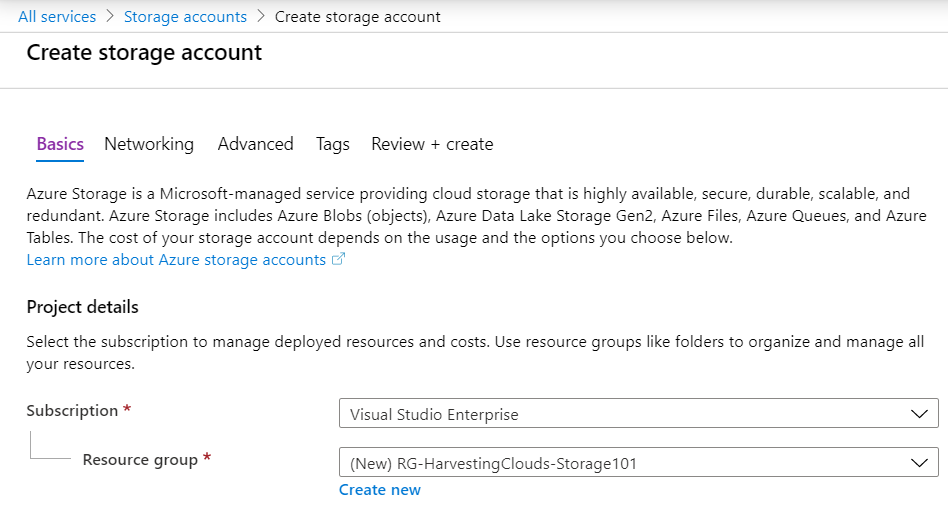 All services > Storage accounts > Create storage account
Create storage account
Basics Networking Advanced Tags Review + create
Azure Storage is a Microsoft-managed service providing cloud storage that is highly available, secure, durable, scalable, and
redundant. Azure Storage includes Azure Blobs (objects), Azure Data Lake Storage Gen2, Azure Files, Azure Queues, and Azure
Tables. The cost of your storage account depends on the usage and the options you choose below.
Learn more about Azure storage accounts
Project details
Select the subscription to manage deployed resources and costs. Use resource groups like folders to organize and manage all
your resources.
Subscription * Visual Studio Enterprise
Resource group * (New) RG-HarvestingClouds-Storage101
Create new